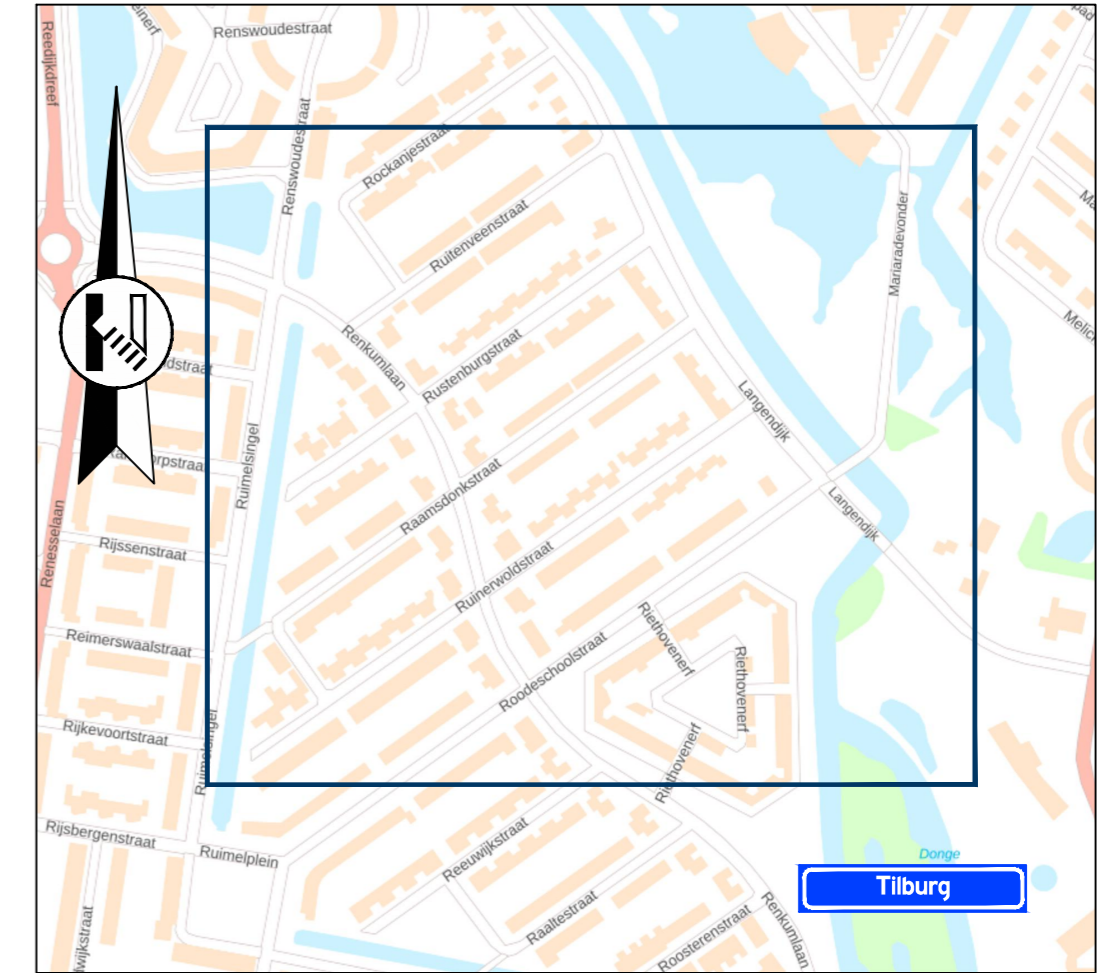 Renswoudestraat
Reedijkdreef
Renswoudestraat
Rockanjestraat
Ruitenveenstraat
Mariaradevonder
Renkumlaan
Rustenburgstraat
Langendijk
Ruimelsingel
Raamsdonkstraat
Langendijk
Renesselaan
Rijssenstraat
Ruinerwoldstraat
Reimerswaalstraat
Riethovenerf
Roodeschoolstraat
Riethovenerf
Rijkevoortstraat
Ruimelsingel
Riethovenerf
Rijsbergenstraat
Ruimelplein
Reeuwijkstraat
Donge
Tilburg
Raaltestraat
Roosterenstraat
Renkumlaan